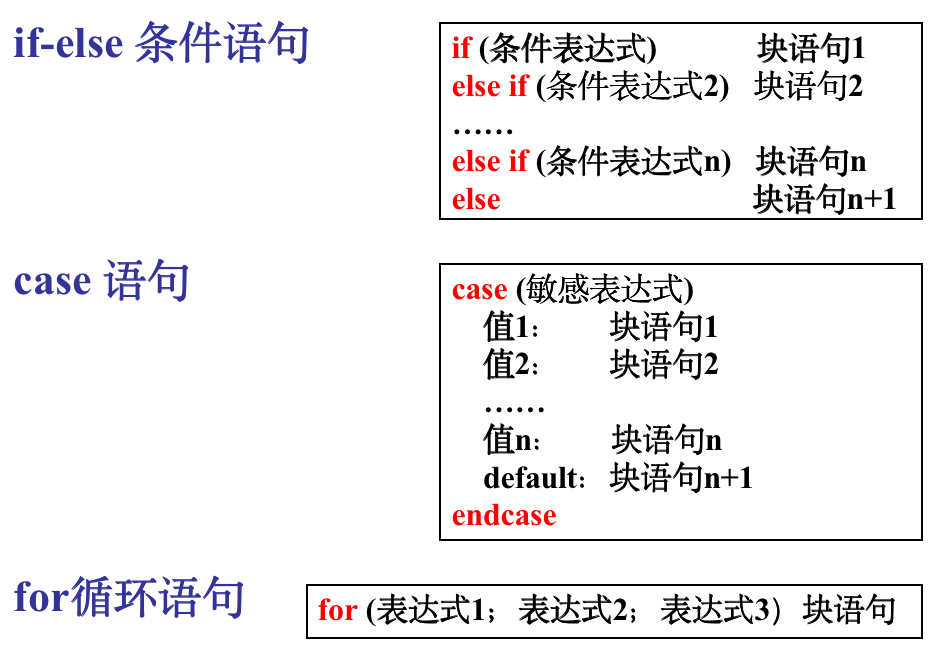 if-else 条件语句
if (条件表达式) 块语句1
else if (条件表达式2) 块语句2
……
else if (条件表达式n) 块语句n
else 块语句n+1
case 语句
case (敏感表达式)
值1： 块语句1
值2： 块语句2
……
值n： 块语句n
default： 块语句n+1
endcase
for循环语句
for (表达式1；表达式2；表达式3）块语句